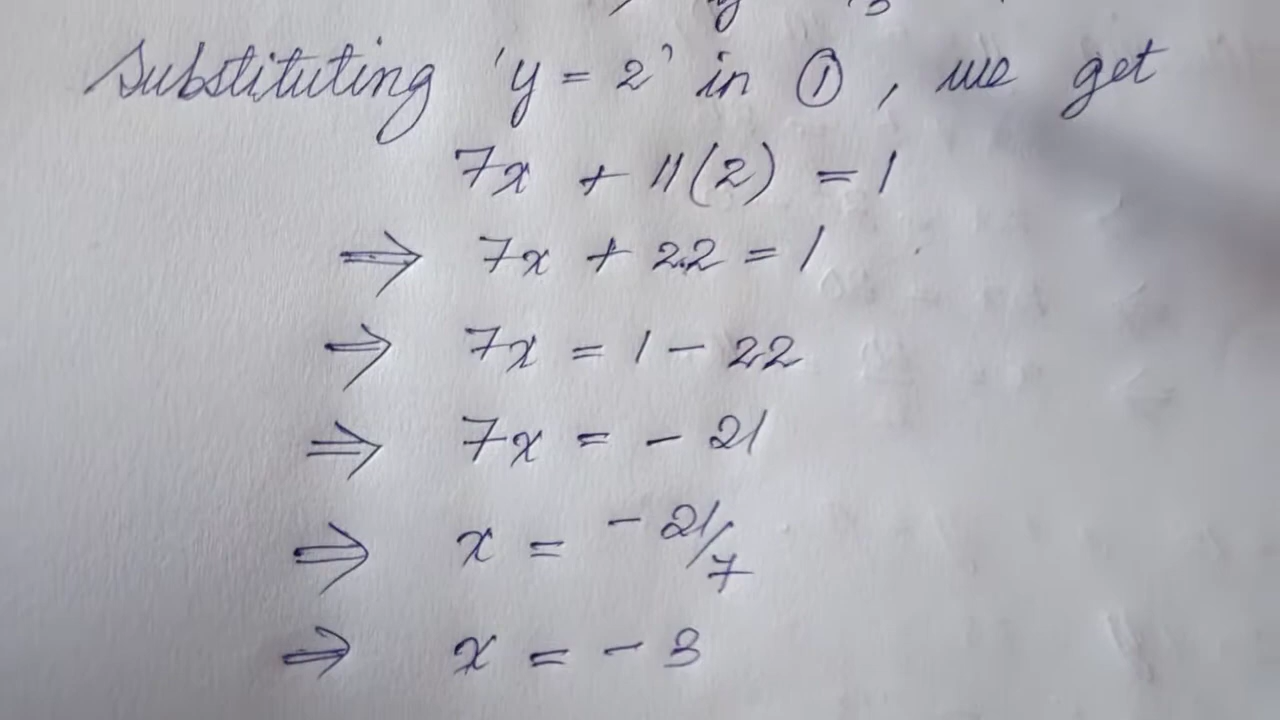 Substituting 'y = 2' in ①, we get
7x + 11(2) = 1
⇒ 7x + 22 = 1
⇒ 7x = 1 - 22
⇒ 7x = - 21
⇒ x = - 21/7
⇒ x = - 3